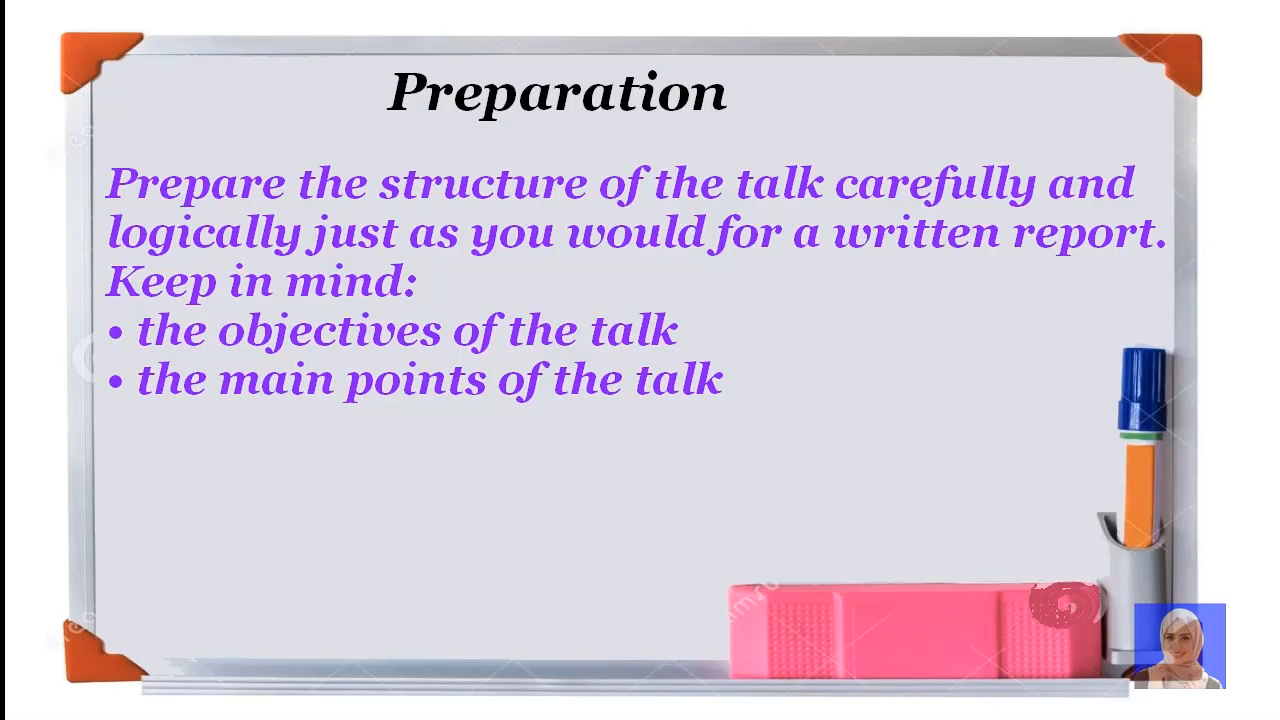 Preparation
Prepare the structure of the talk carefully and
logically just as you would for a written report.
Keep in mind:
• the objectives of the talk
• the main points of the talk